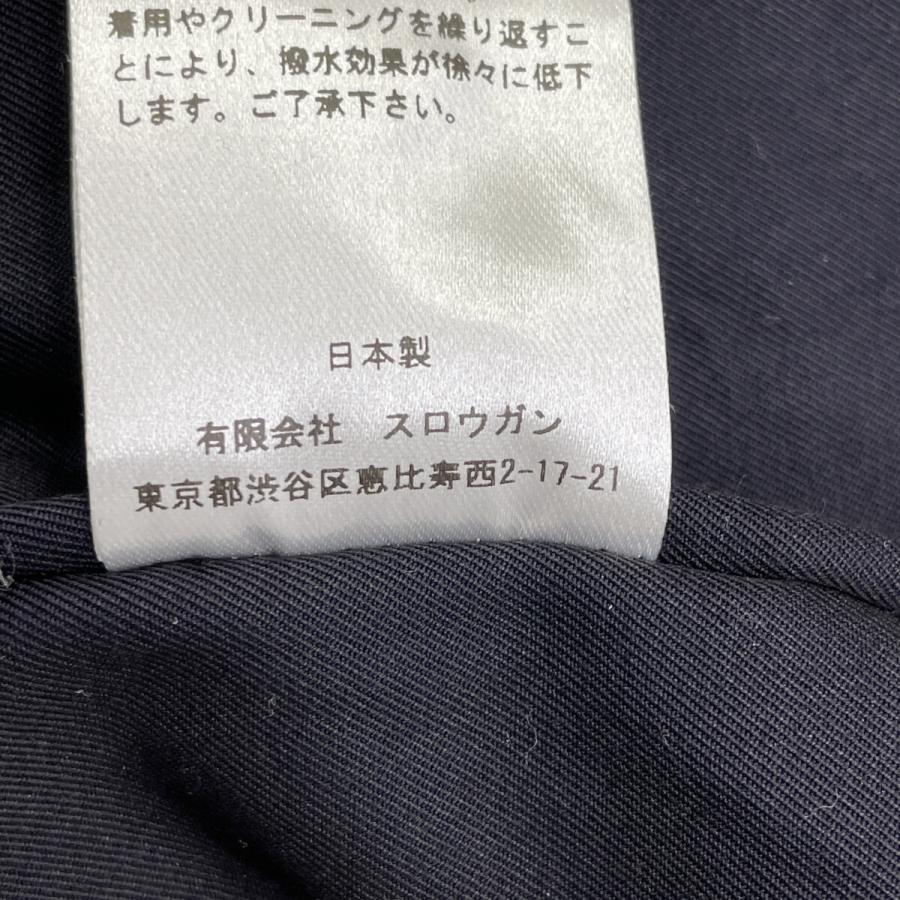 着用やクリーニングを繰り返すこ
とにより、撥水効果が徐々に低下
します。ご了承下さい。
日本製
有限会社　スロウガン
東京都渋谷区恵比寿西2-17-21